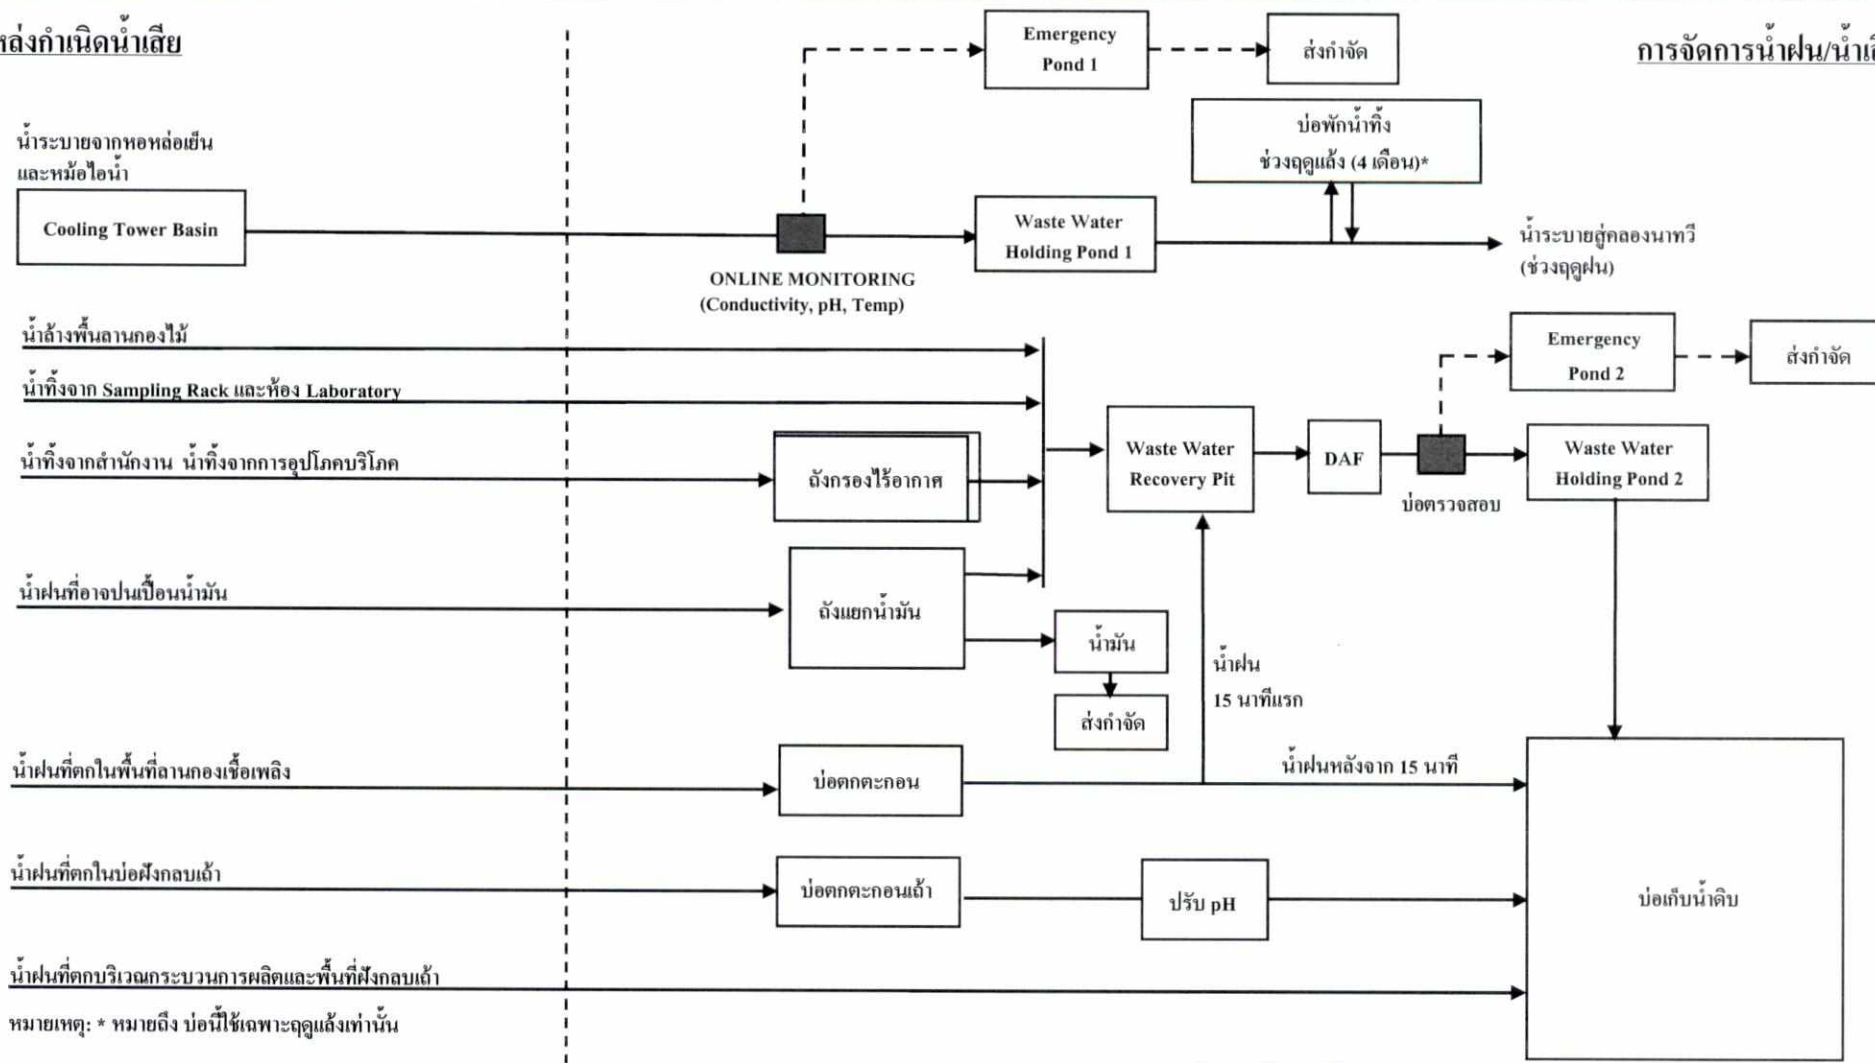 หล่งกำเนิดน้ำเสีย
การจัดการน้ำฝน/น้ำเสี
Emergency
Pond 1
ส่งกำจัด
บ่อพักน้ำทิ้ง
ช่วงฤดูแล้ง (4 เดือน)*
น้ำระบายจากหอหล่อเย็น
และหม้อไอน้ำ
Cooling Tower Basin
ONLINE MONITORING
(Conductivity, pH, Temp)
Waste Water
Holding Pond 1
น้ำระบายสู่คลองนาทวี
(ช่วงฤดูฝน)
น้ำล้างพื้นลานกองไม้
น้ำทิ้งจาก Sampling Rack และห้อง Laboratory
น้ำทิ้งจากสำนักงาน น้ำทิ้งจากการอุปโภคบริโภค
ถังกรองไร้อากาศ
Waste Water
Recovery Pit
DAF
บ่อตรวจสอบ
Emergency
Pond 2
ส่งกำจัด
Waste Water
Holding Pond 2
น้ำฝนที่อาจปนเปื้อนน้ำมัน
ถังแยกน้ำมัน
น้ำมัน
ส่งกำจัด
น้ำฝน
15 นาทีแรก
น้ำฝนที่ตกในพื้นที่ลานกองเชื้อเพลิง
บ่อตกตะกอน
น้ำฝนหลังจาก 15 นาที
น้ำฝนที่ตกในบ่อฝังกลบเถ้า
บ่อตกตะกอนเถ้า
ปรับ pH
บ่อเก็บน้ำดิบ
น้ำฝนที่ตกบริเวณกระบวนการผลิตและพื้นที่ฝังกลบเถ้า
หมายเหตุ: * หมายถึง บ่อนี้ใช้เฉพาะฤดูแล้งเท่านั้น